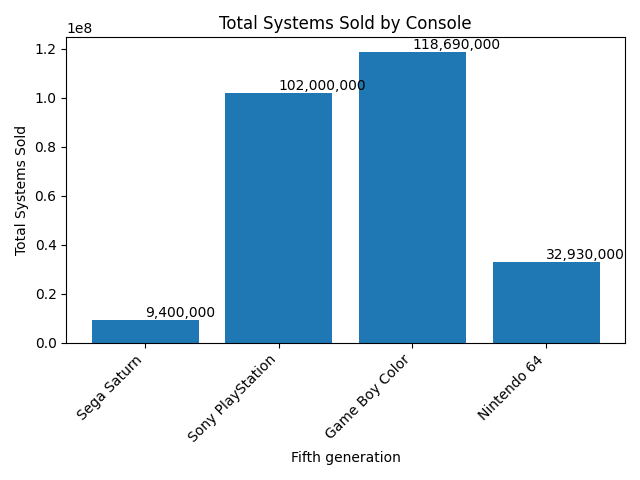 Total Systems Sold by Console
1e8
Total Systems Sold
1.2
1.0
0.8
0.6
0.4
0.2
0.0
9,400,000
102,000,000
118,690,000
32,930,000
Sega Saturn
Sony PlayStation
Game Boy Color
Nintendo 64
Fifth generation